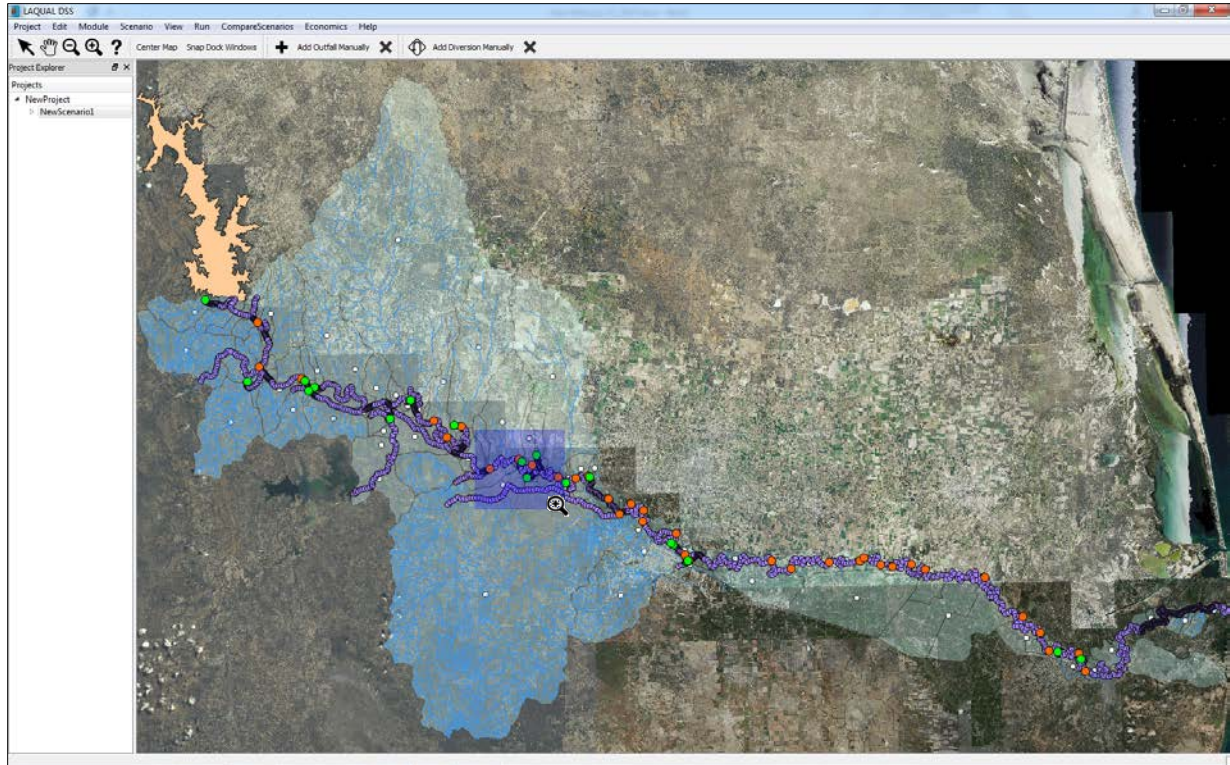 LAQUAL DSS
Project Edit Module Scenario View Run CompareScenarios Economics Help
? Center Map Snap Dock Windows Add Outfall Manually Add Diversion Manually
Project Explorer
Projects
NewProject
NewScenario1